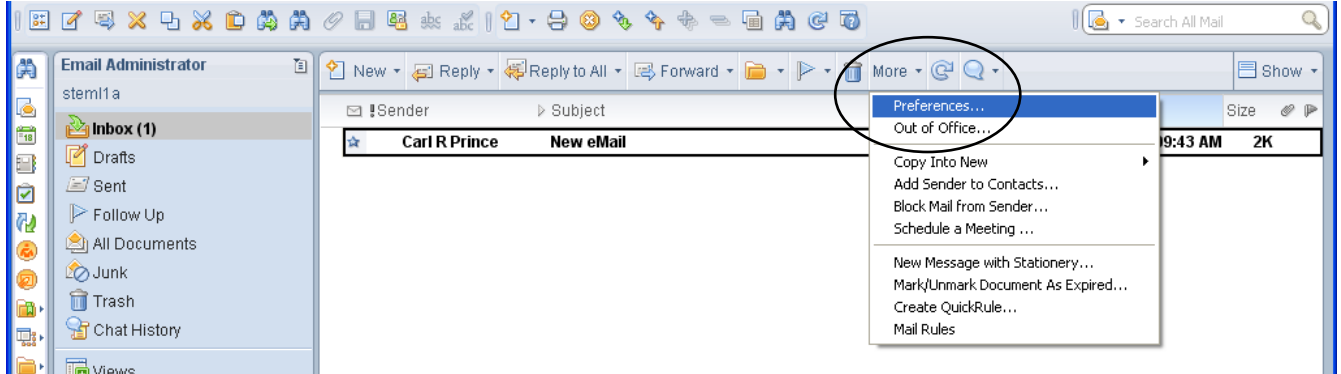 Search All Mail
Email Administrator
steml1a
Inbox (1)
Drafts
Sent
Follow Up
All Documents
Junk
Trash
Chat History
Views
New Reply Reply to All Forward More Show
!Sender Subject Size
Carl R Prince New eMail 09:43 AM 2K
Preferences...
Out of Office...
Copy Into New
Add Sender to Contacts...
Block Mail from Sender...
Schedule a Meeting ...
New Message with Stationery...
Mark/Unmark Document As Expired...
Create QuickRule...
Mail Rules